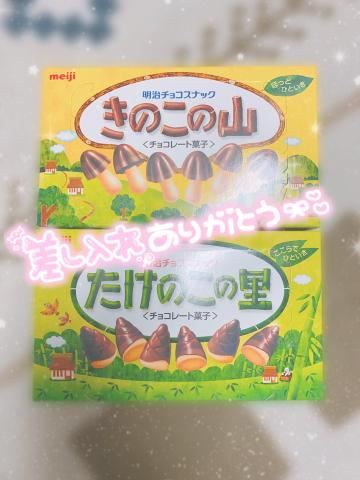 meiji
ほっと
ひといき
明治チョコスナック
きのこの山
<チョコレート菓子>
差し入れありがとう
meiji
明治チョコスナック
ここらで
ひといき
たけのこの里
<チョコレート菓子>